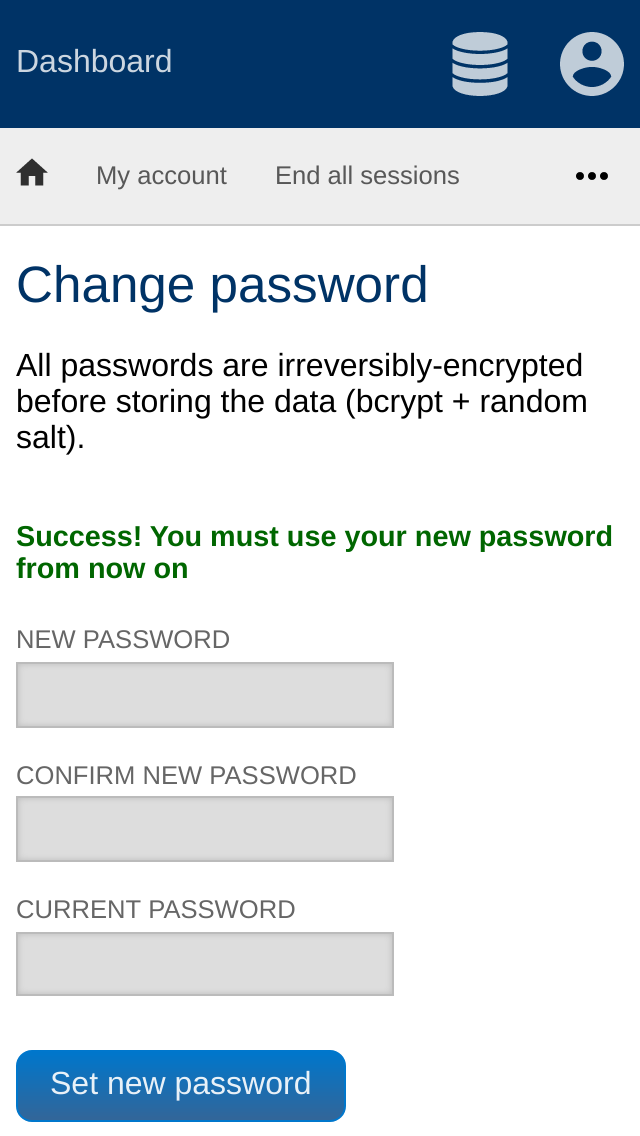 Dashboard
My account End all sessions
Change password
All passwords are irreversibly-encrypted
before storing the data (bcrypt + random
salt).
Success! You must use your new password
from now on
NEW PASSWORD
CONFIRM NEW PASSWORD
CURRENT PASSWORD
Set new password